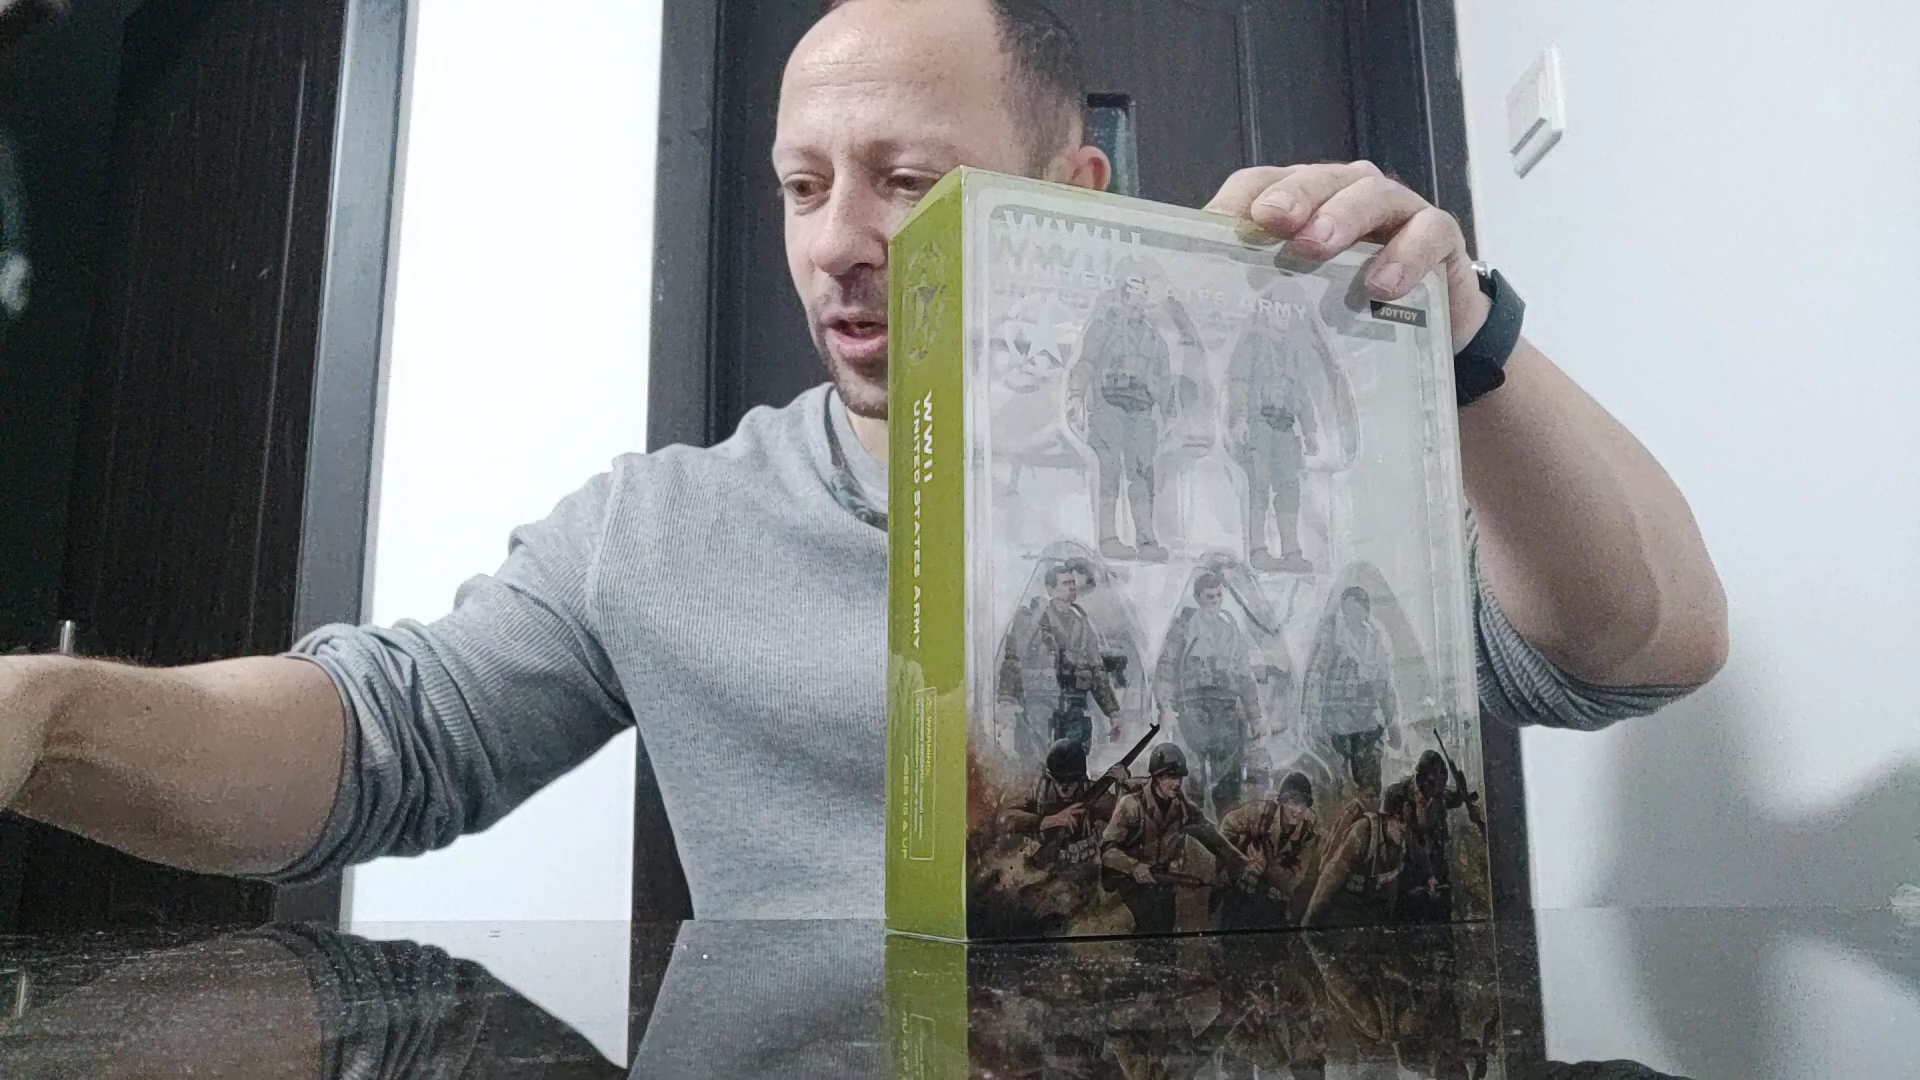 WWII
UNITED STATES ARMY
JOYTOY
WWII
UNITED STATES ARMY
WARNING:
AGES 15 & UP